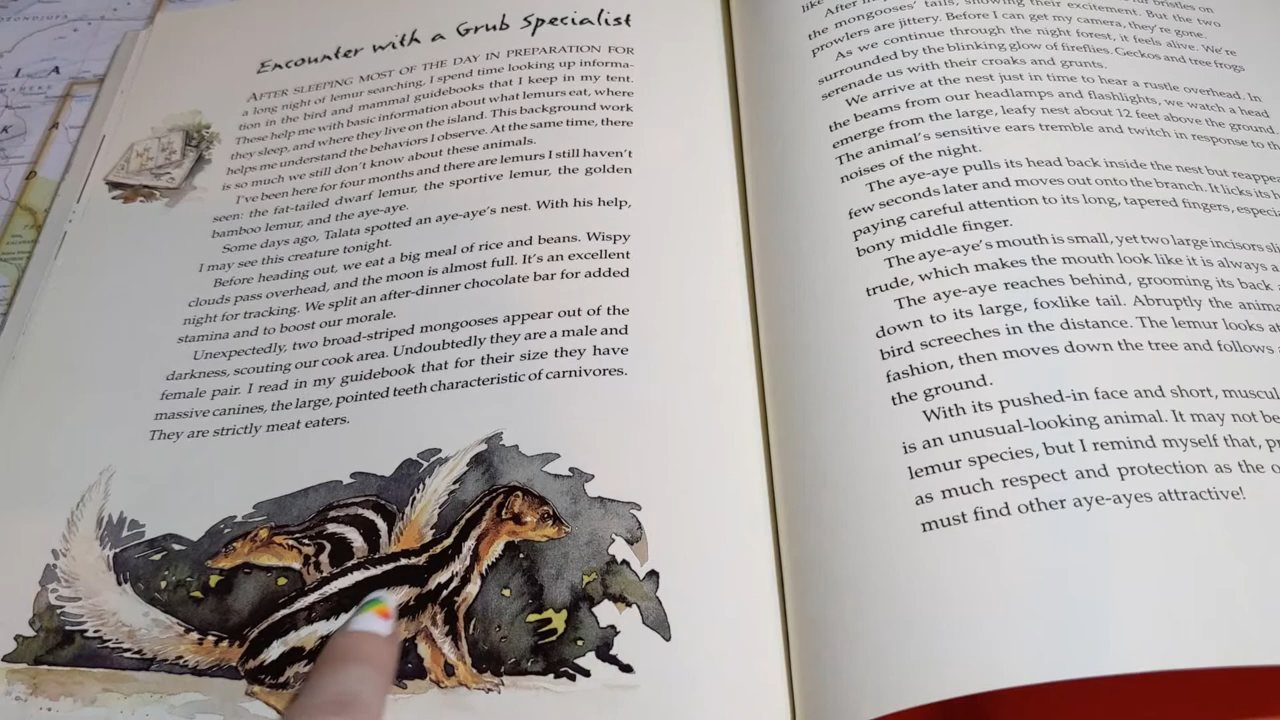 Encounter with a Grub Specialist
AFTER SLEEPING MOST OF THE DAY IN PREPARATION FOR
a long night of lemur searching, I spend time looking up informa-
tion in the bird and mammal guidebooks that I keep in my tent.
These help me with basic information about what lemurs eat, where
they sleep, and where they live on the island. This background work
helps me understand the behaviors I observe. At the same time, there
is so much we still don't know about these animals.
I've been here for four months and there are lemurs I still haven't
seen: the fat-tailed dwarf lemur, the sportive lemur, the golden
bamboo lemur, and the aye-aye.
Some days ago, Talata spotted an aye-aye's nest. With his help,
I may see this creature tonight.
Before heading out, we eat a big meal of rice and beans. Wispy
clouds pass overhead, and the moon is almost full. It's an excellent
night for tracking. We split an after-dinner chocolate bar for added
stamina and to boost our morale.
Unexpectedly, two broad-striped mongooses appear out of the
darkness, scouting our cook area. Undoubtedly they are a male and
female pair. I read in my guidebook that for their size they have
massive canines, the large, pointed teeth characteristic of carnivores.
They are strictly meat eaters.
like
After
bristles on
the mongooses' tails, showing their excitement. But the two
prowlers are jittery. Before I can get my camera, they're gone.
As we continue through the night forest, it feels alive. We're
surrounded by the blinking glow of fireflies. Geckos and tree frogs
serenade us with their croaks and grunts.
We arrive at the nest just in time to hear a rustle overhead. In
the beams from our headlamps and flashlights, we watch a head
emerge from the large, leafy nest about 12 feet above the ground.
The animal's sensitive ears tremble and twitch in response to the
noises of the night.
The aye-aye pulls its head back inside the nest but reappe
few seconds later and moves out onto the branch. It licks its
paying careful attention to its long, tapered fingers, especi
bony middle finger.
The aye-aye's mouth is small, yet two large incisors
trude, which makes the mouth look like it is always
The aye-aye reaches behind, grooming its back
down to its large, foxlike tail. Abruptly the anima
bird screeches in the distance. The lemur looks
fashion, then moves down the tree and follows
the ground.
With its pushed-in face and short, muscul
is an unusual-looking animal. It may not be
lemur species, but I remind myself that, p
as much respect and protection as the o
must find other aye-ayes attractive!